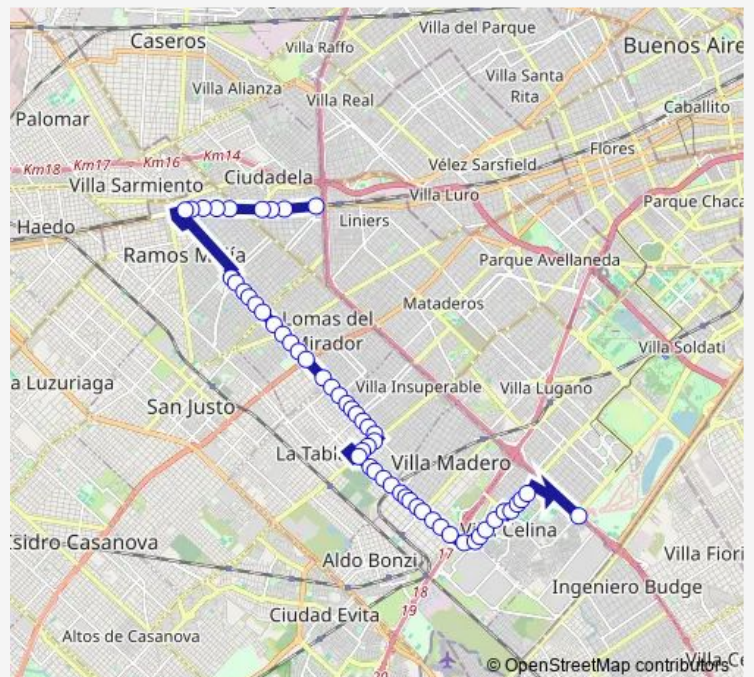 Villa del Parque
Caseros
Villa Raffo
Buenos Aire
Villa Santa
Rita
Villa Alianza
Villa Real
Caballito
Palomar
Flores
Km18
Km17
Km16
Km14
Vélez Sarsfield
Villa Sarmiento
Ciudadela
Villa Luro
Parque Chaca
Haedo
Liniers
Ramos M
ía
Parque Avellaneda
Mataderos
Lomas del
irador
Villa Soldati
a Luzuriaga
Villa Insuperable
Villa Lugano
San Justo
La Tabl
Villa Madero
Celina
sidro Casanova
17
Aldo Bonzi
Villa Fiori
18
Ingeniero Budge
19
Ciudad Evita
Altos de Casanova
© OpenStreetMap contributors
20